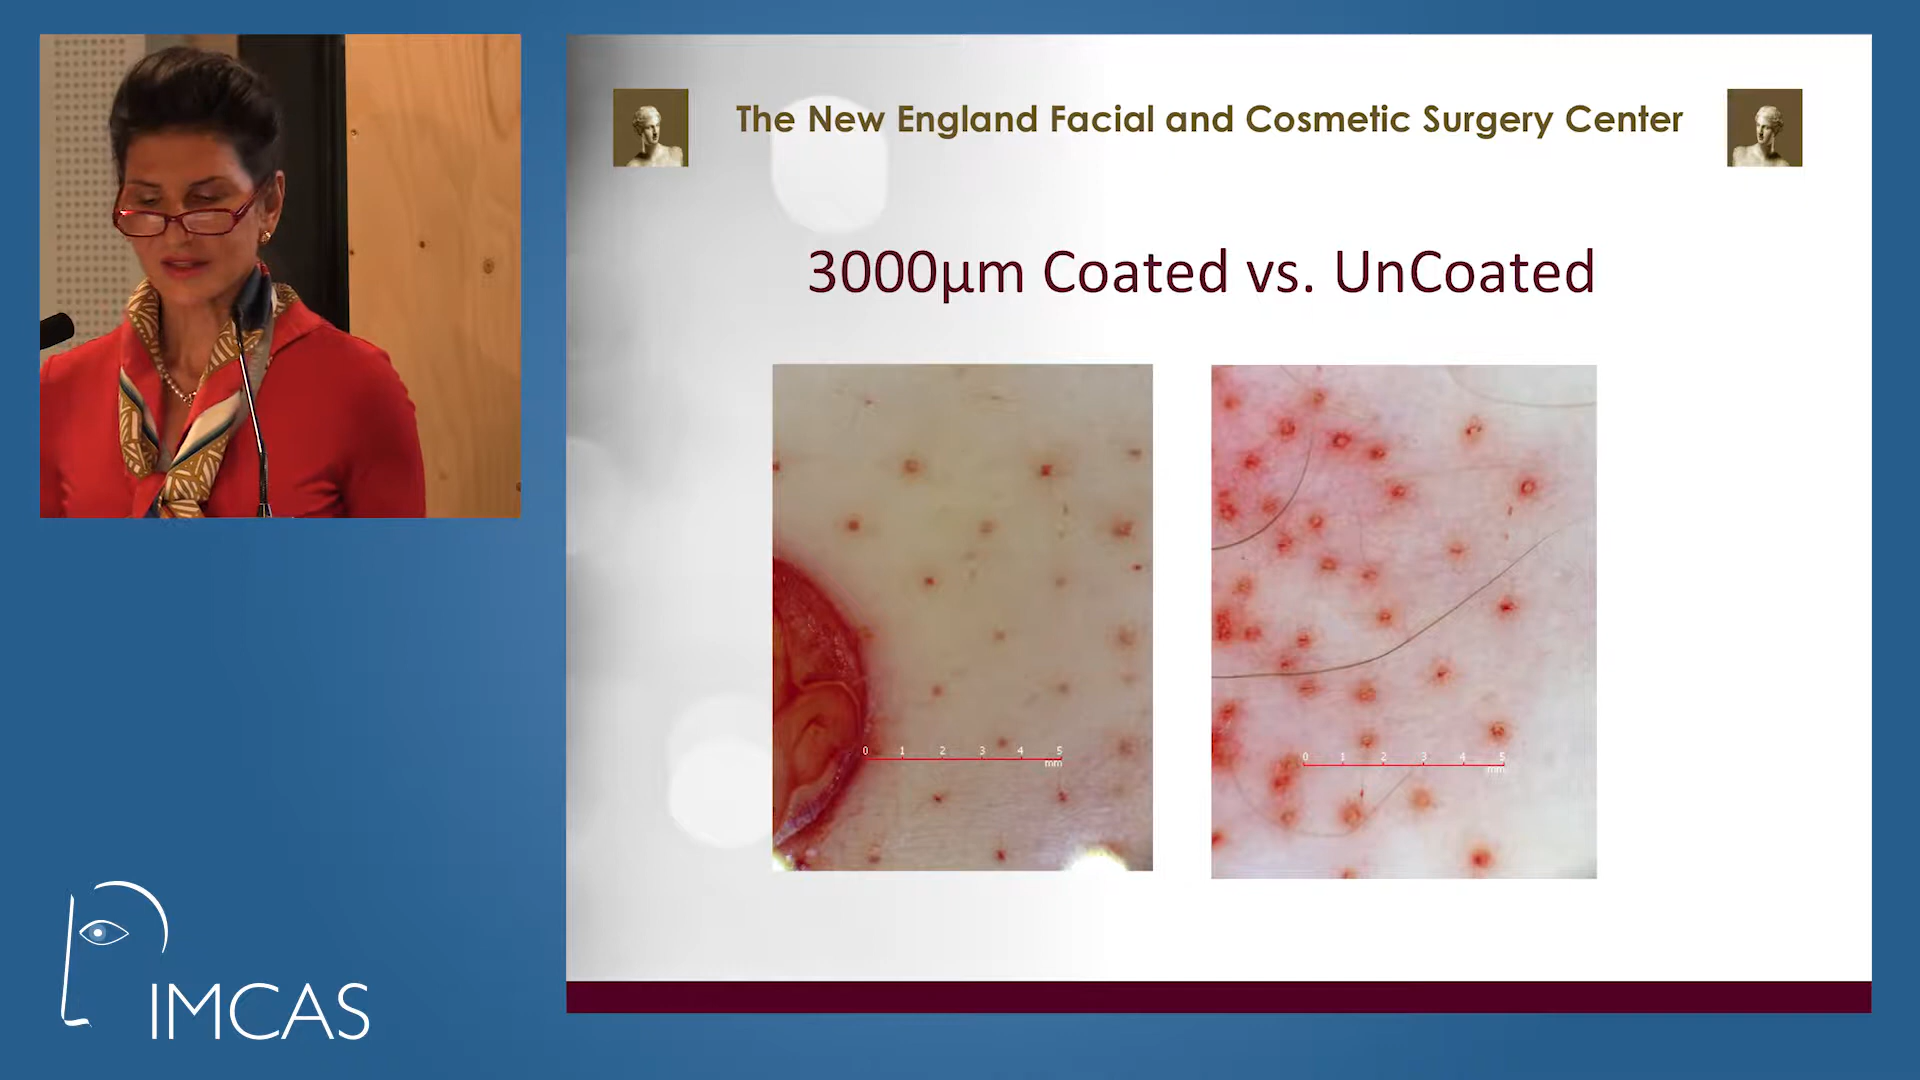 The New England Facial and Cosmetic Surgery Center
3000µm Coated vs. UnCoated
0 1 2 3 4 5
mm
0 1 2 3 4 5
mm
IMCAS